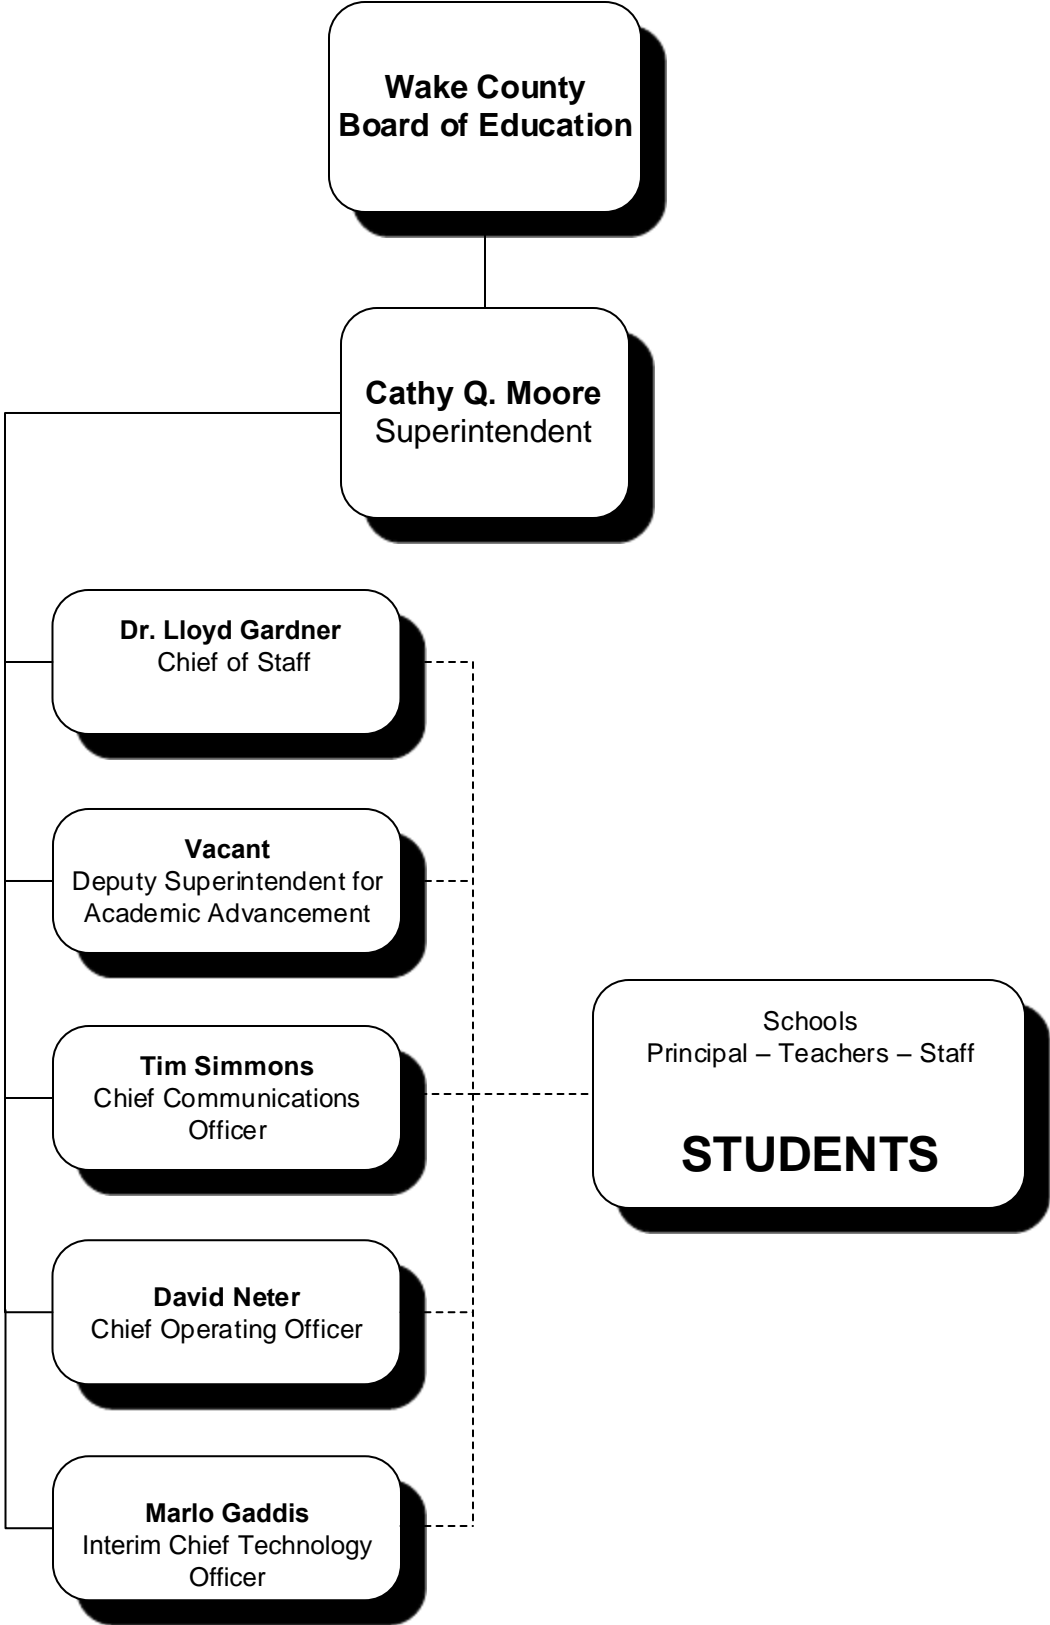 Wake County
Board of Education
Cathy Q. Moore
Superintendent
Dr. Lloyd Gardner
Chief of Staff
Vacant
Deputy Superintendent for
Academic Advancement
Tim Simmons
Chief Communications
Officer
David Neter
Chief Operating Officer
Marlo Gaddis
Interim Chief Technology
Officer
Schools
Principal – Teachers – Staff
STUDENTS